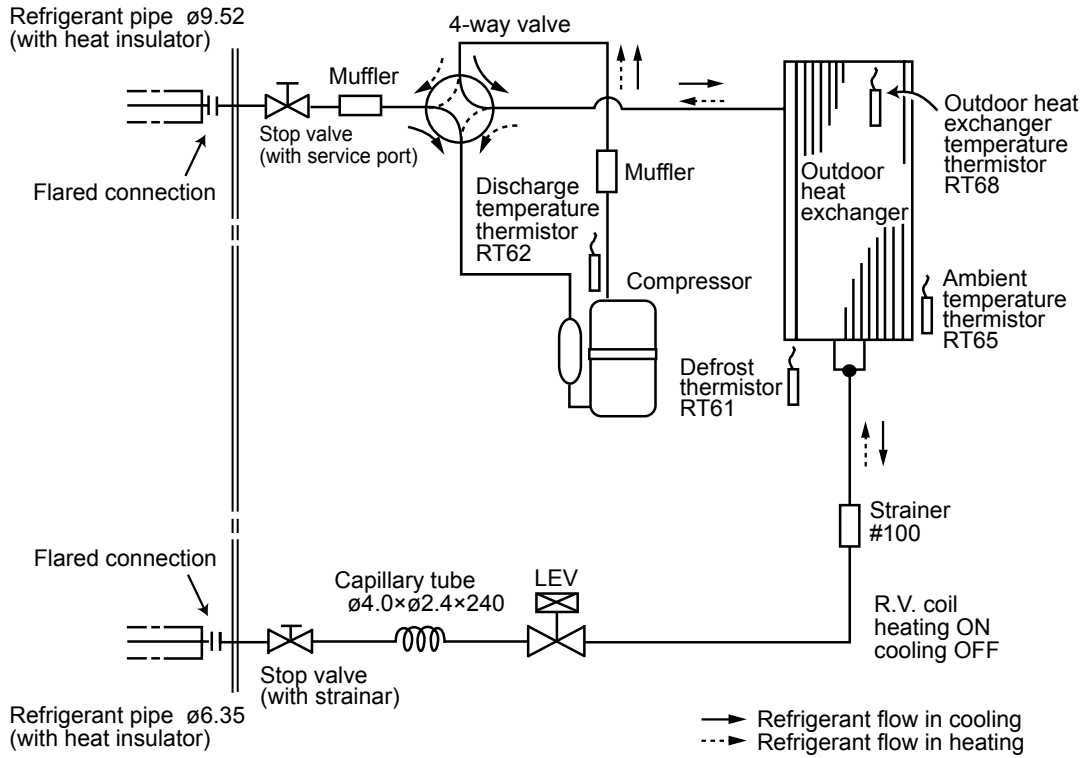 Refrigerant pipe ø9.52
(with heat insulator)
4-way valve
Muffler
Stop valve
(with service port)
Flared connection
Discharge
temperature
thermistor
RT62
Muffler
Compressor
Outdoor
heat
exchanger
Outdoor heat
exchanger
temperature
thermistor
RT68
Ambient
temperature
thermistor
RT65
Defrost
thermistor
RT61
Strainer
#100
Flared connection
Capillary tube
ø4.0×ø2.4×240
LEV
R.V. coil
heating ON
cooling OFF
Stop valve
(with strainar)
Refrigerant pipe ø6.35
(with heat insulator)
Refrigerant flow in cooling
Refrigerant flow in heating